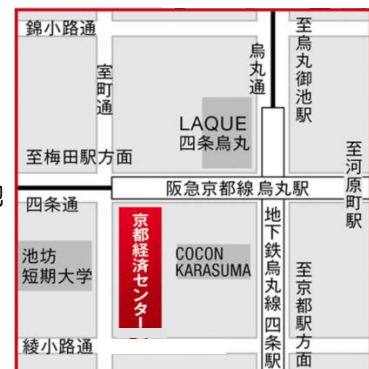 錦小路通
室町通
烏丸通
至烏丸御池駅
LAQUE
四条烏丸
至梅田駅方面
阪急京都線 烏丸駅
至河原町駅
四条通
池坊
短期大学
京都経済センター
COCON
KARASUMA
地下鉄烏丸線 四条駅
至京都駅方面
綾小路通